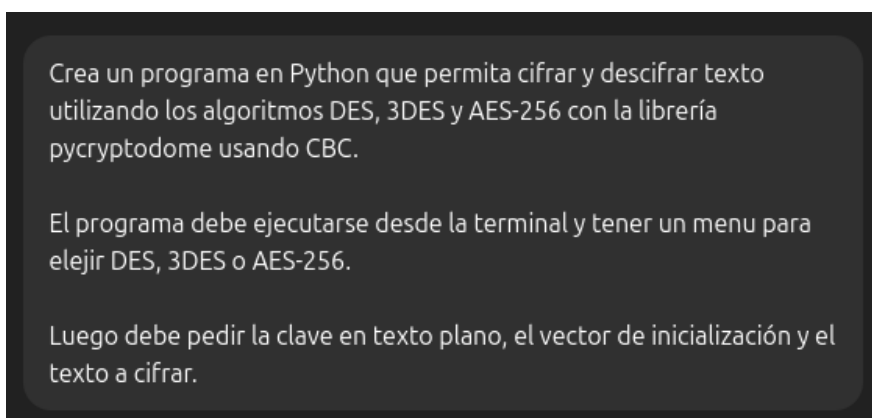 Crea un programa en Python que permita cifrar y descifrar texto
utilizando los algoritmos DES, 3DES y AES-256 con la librería
pycryptodome usando CBC.
El programa debe ejecutarse desde la terminal y tener un menu para
elejir DES, 3DES o AES-256.
Luego debe pedir la clave en texto plano, el vector de inicialización y el
texto a cifrar.